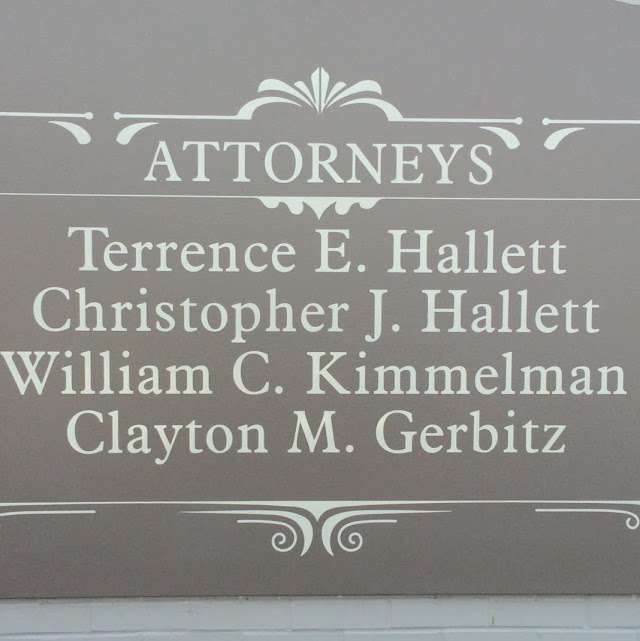 ATTORNEYS
Terrence E. Hallett
Christopher J. Hallett
William C. Kimmelman
Clayton M. Gerbitz